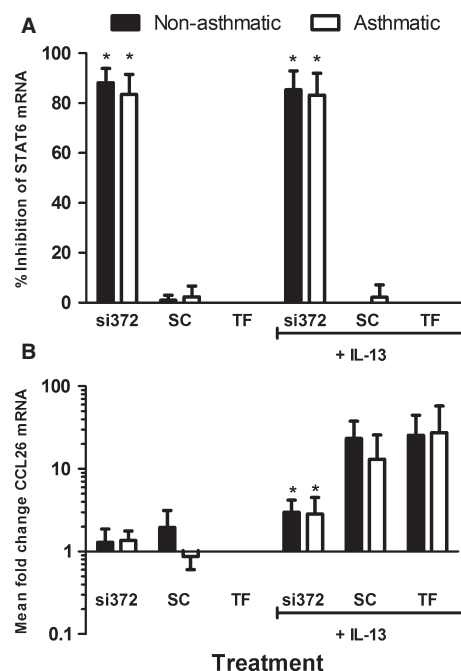 A
Non-asthmatic
Asthmatic
% Inhibition of STAT6 mRNA
100
80
60
40
20
0
* * * *
si372 SC TF si372 SC TF
+ IL-13
B
Mean fold change CCL26 mRNA
100
10
1
0.1
* *
si372 SC TF si372 SC TF
+ IL-13
Treatment